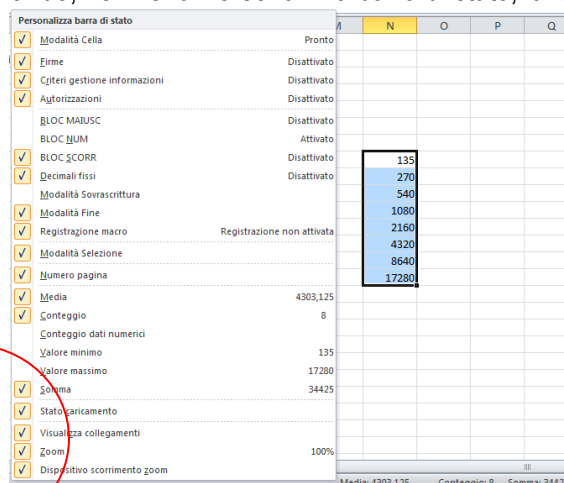 Personalizza barra di stato
Modalità Cella Pronto
Firme Disattivato
Criteri gestione informazioni Disattivato
Autorizzazioni Disattivato
BLOC MAIUSC Disattivato
BLOC NUM Attivato
BLOC SCORR Disattivato
Decimali fissi Disattivato
Modalità Sovrascrittura
Modalità Fine
Registrazione macro Registrazione non attivata
Modalità Selezione
Numero pagina
Media 4303,125
Conteggio 8
Conteggio dati numerici
Valore minimo 135
Valore massimo 17280
Somma 34425
Stato caricamento
Visualizza collegamenti
Zoom 100%
Dispositivo scorrimento zoom
N O P Q
135
270
540
1080
2160
4320
8640
17280
Media: 4303,125 Conteggio: 8 Somma: 3442